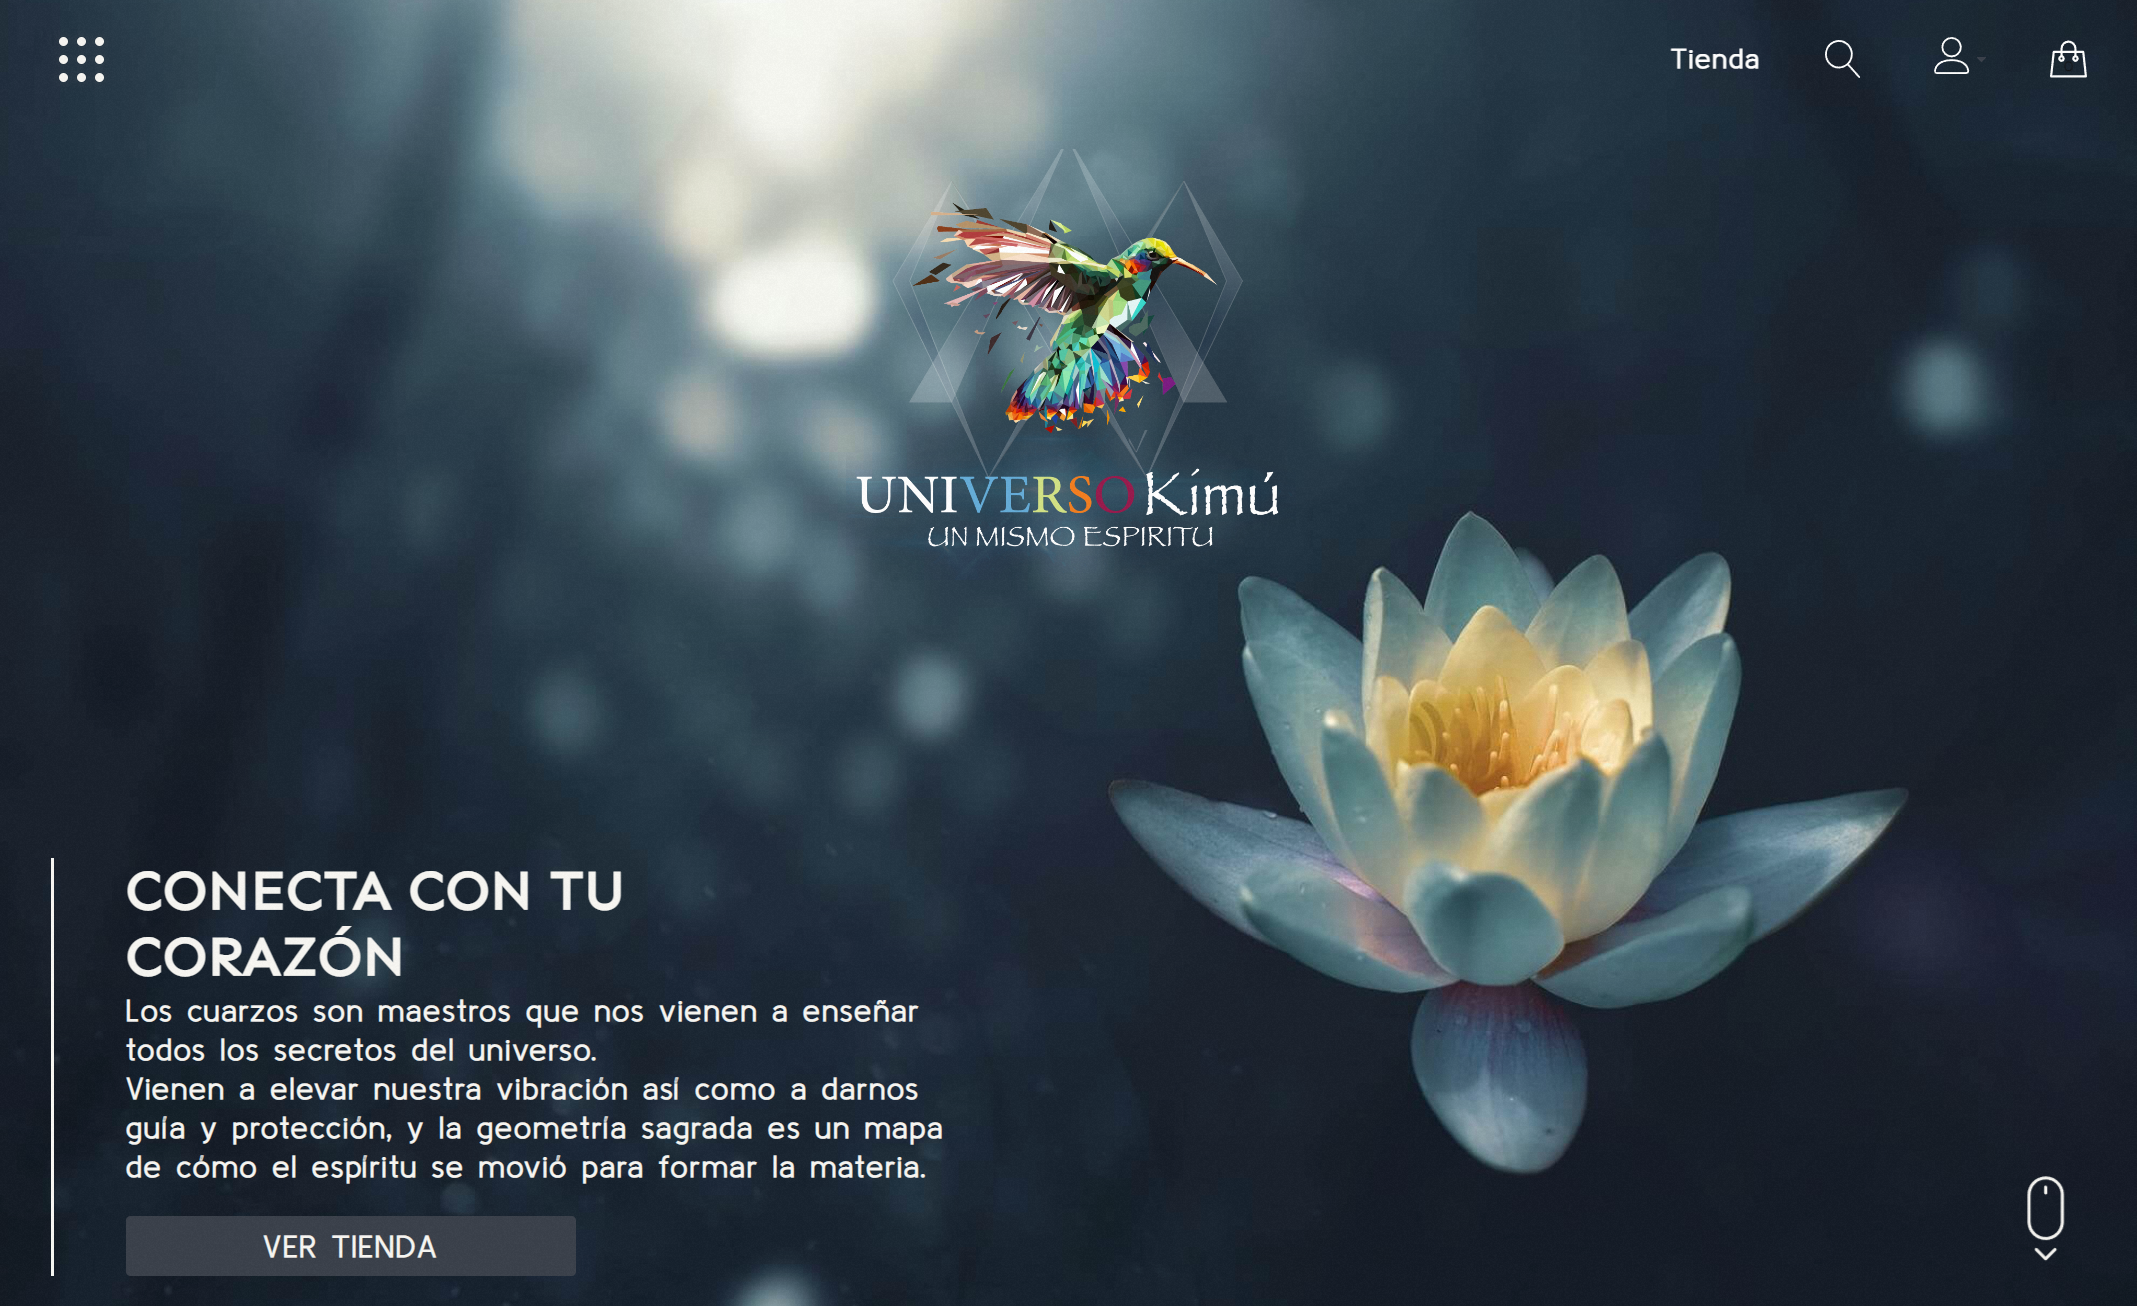 Tienda
UNIVERSO Kímú
UN MISMO ESPIRITU
CONECTA CON TU
CORAZÓN
Los cuarzos son maestros que nos vienen a enseñar
todos los secretos del universo.
Vienen a elevar nuestra vibración así como a darnos
guía y protección, y la geometría sagrada es un mapa
de cómo el espíritu se movió para formar la materia.
VER TIENDA